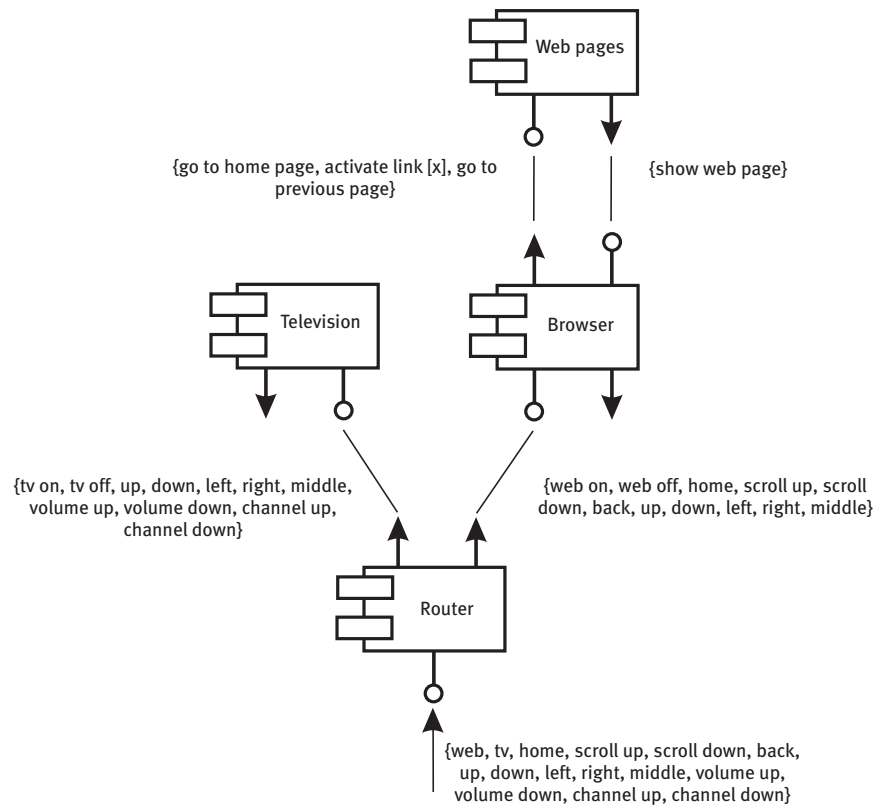 Web pages
{go to home page, activate link [x], go to
previous page}
{show web page}
Television
Browser
{tv on, tv off, up, down, left, right, middle,
volume up, volume down, channel up,
channel down}
{web on, web off, home, scroll up, scroll
down, back, up, down, left, right, middle}
Router
{web, tv, home, scroll up, scroll down, back,
up, down, left, right, middle, volume up,
volume down, channel up, channel down}